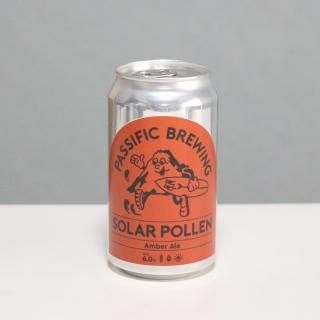 PASSIFIC BREWING
SOLAR POLLEN
Amber Ale
6.0%